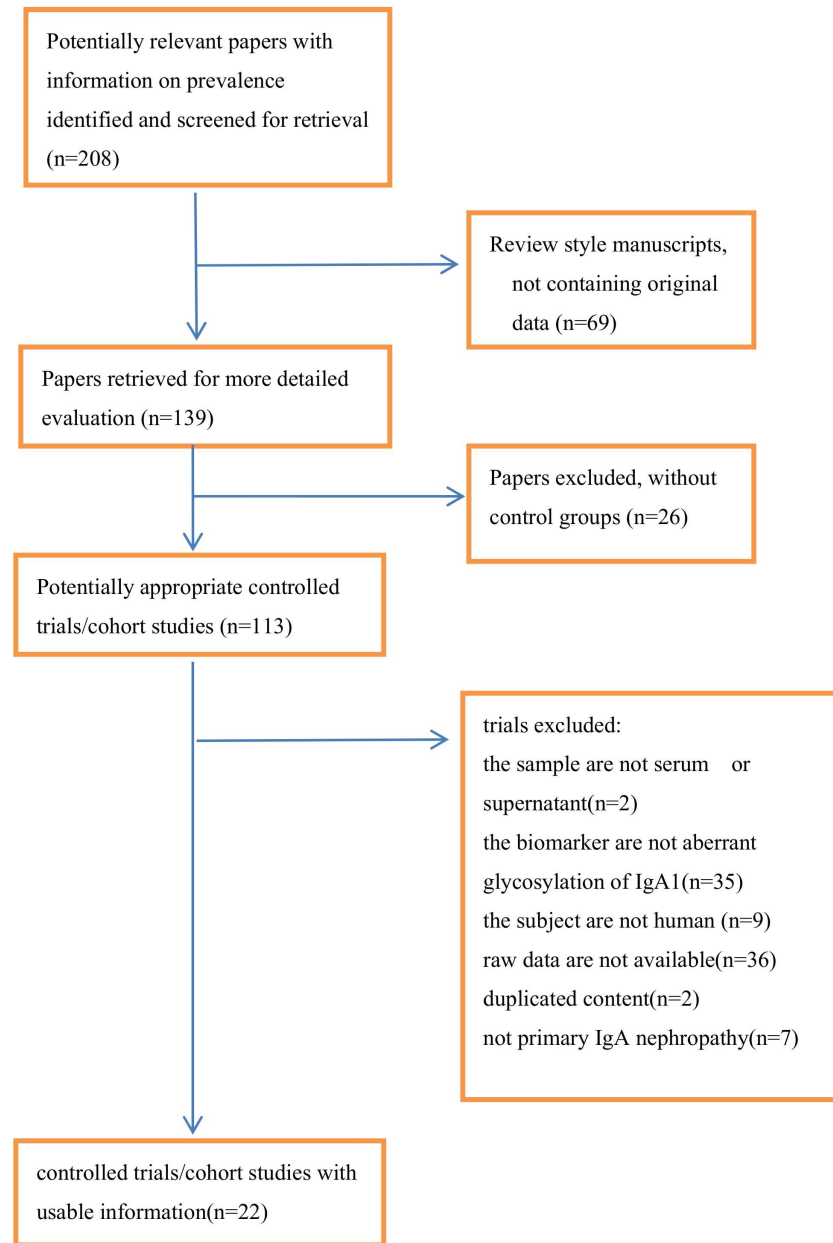 Potentially relevant papers with
information on prevalence
identified and screened for retrieval
(n=208)
Review style manuscripts,
not containing original
data (n=69)
Papers retrieved for more detailed
evaluation (n=139)
Papers excluded, without
control groups (n=26)
Potentially appropriate controlled
trials/cohort studies (n=113)
trials excluded:
the sample are not serum or
supernatant(n=2)
the biomarker are not aberrant
glycosylation of IgA1(n=35)
the subject are not human (n=9)
raw data are not available(n=36)
duplicated content(n=2)
not primary IgA nephropathy(n=7)
controlled trials/cohort studies with
usable information(n=22)